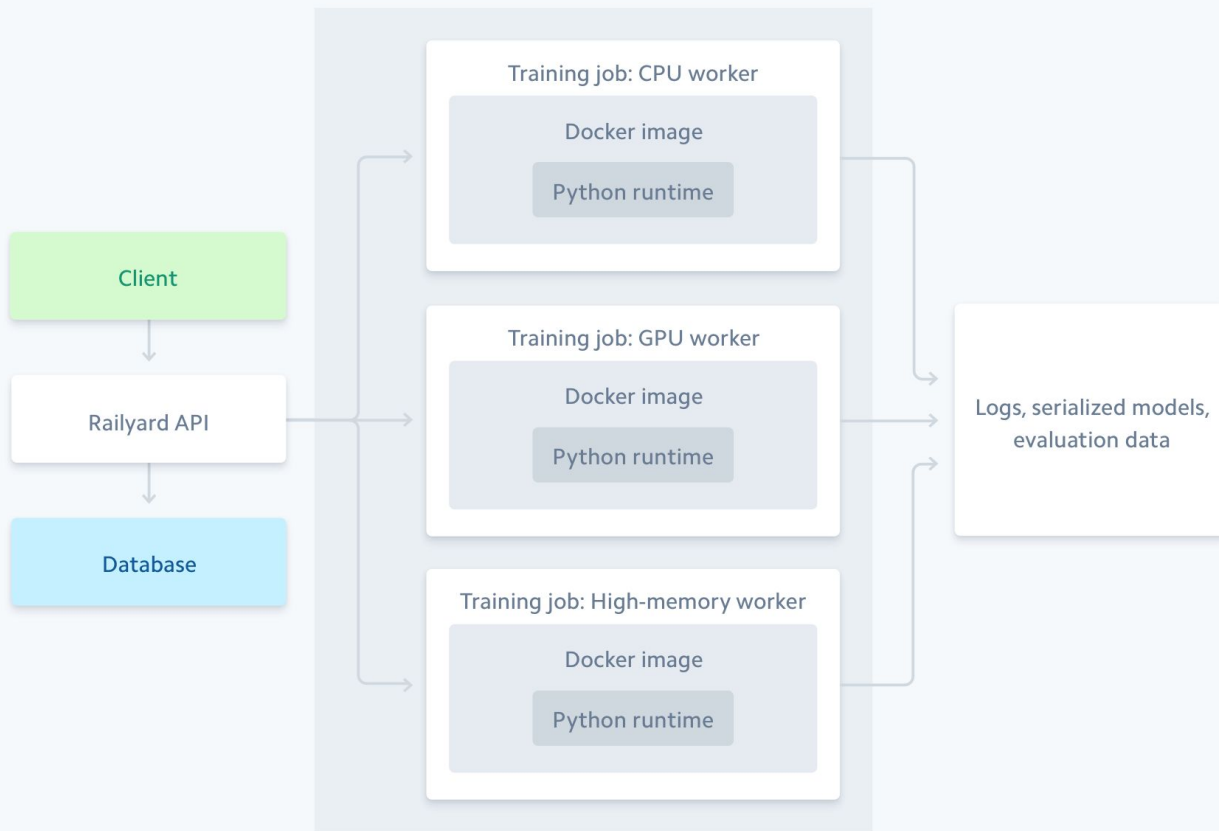 Client
Railyard API
Database
Training job: CPU worker
Docker image
Python runtime
Training job: GPU worker
Docker image
Python runtime
Training job: High-memory worker
Docker image
Python runtime
Logs, serialized models,
evaluation data